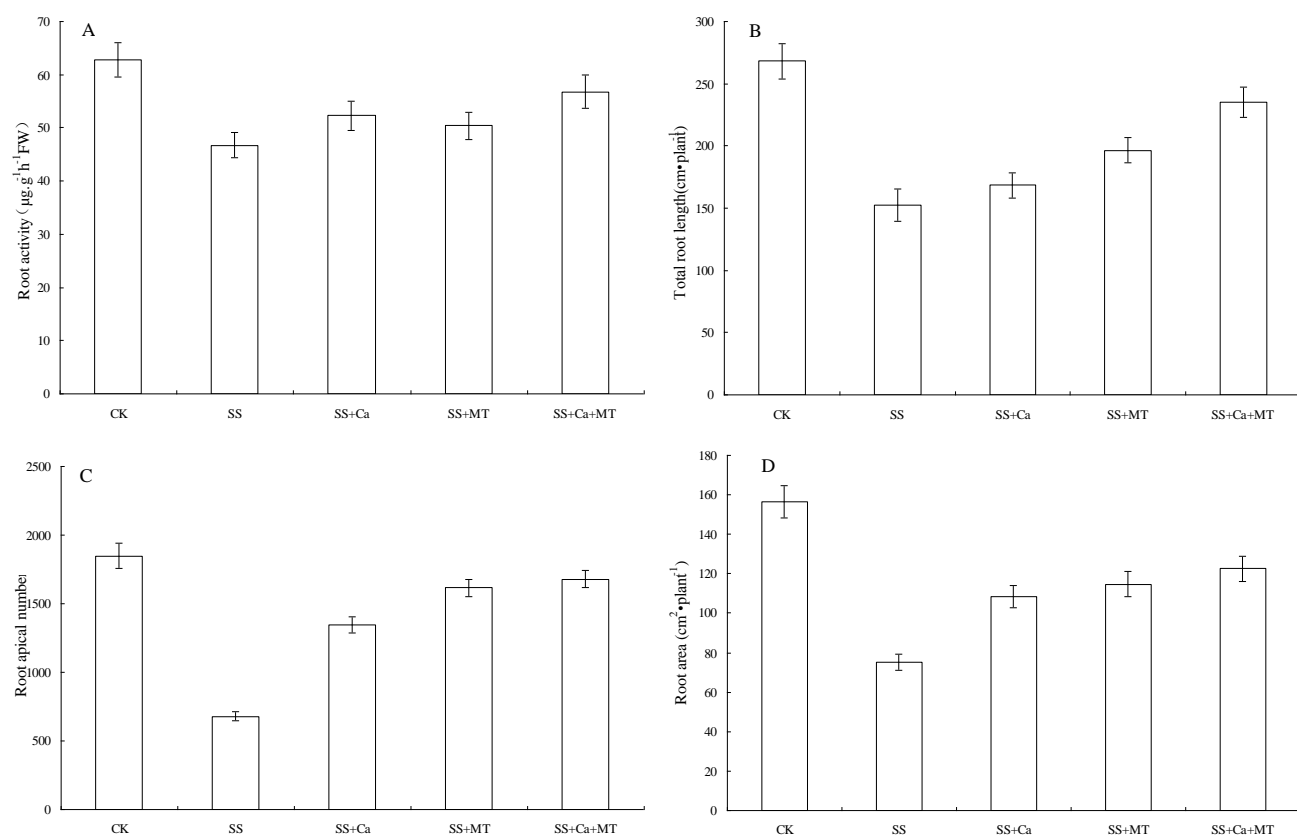 A
Root activity（μg.g-1h-1FW）
70
60
50
40
30
20
10
0
CK SS SS+Ca SS+MT SS+Ca+MT
B
Total root length(cm•plant-1)
300
250
200
150
100
50
0
CK SS SS+Ca SS+MT SS+Ca+MT
C
Root apical number
2500
2000
1500
1000
500
0
CK SS SS+Ca SS+MT SS+Ca+MT
D
Root area (cm2•plant-1)
180
160
140
120
100
80
60
40
20
0
CK SS SS+Ca SS+MT SS+Ca+MT